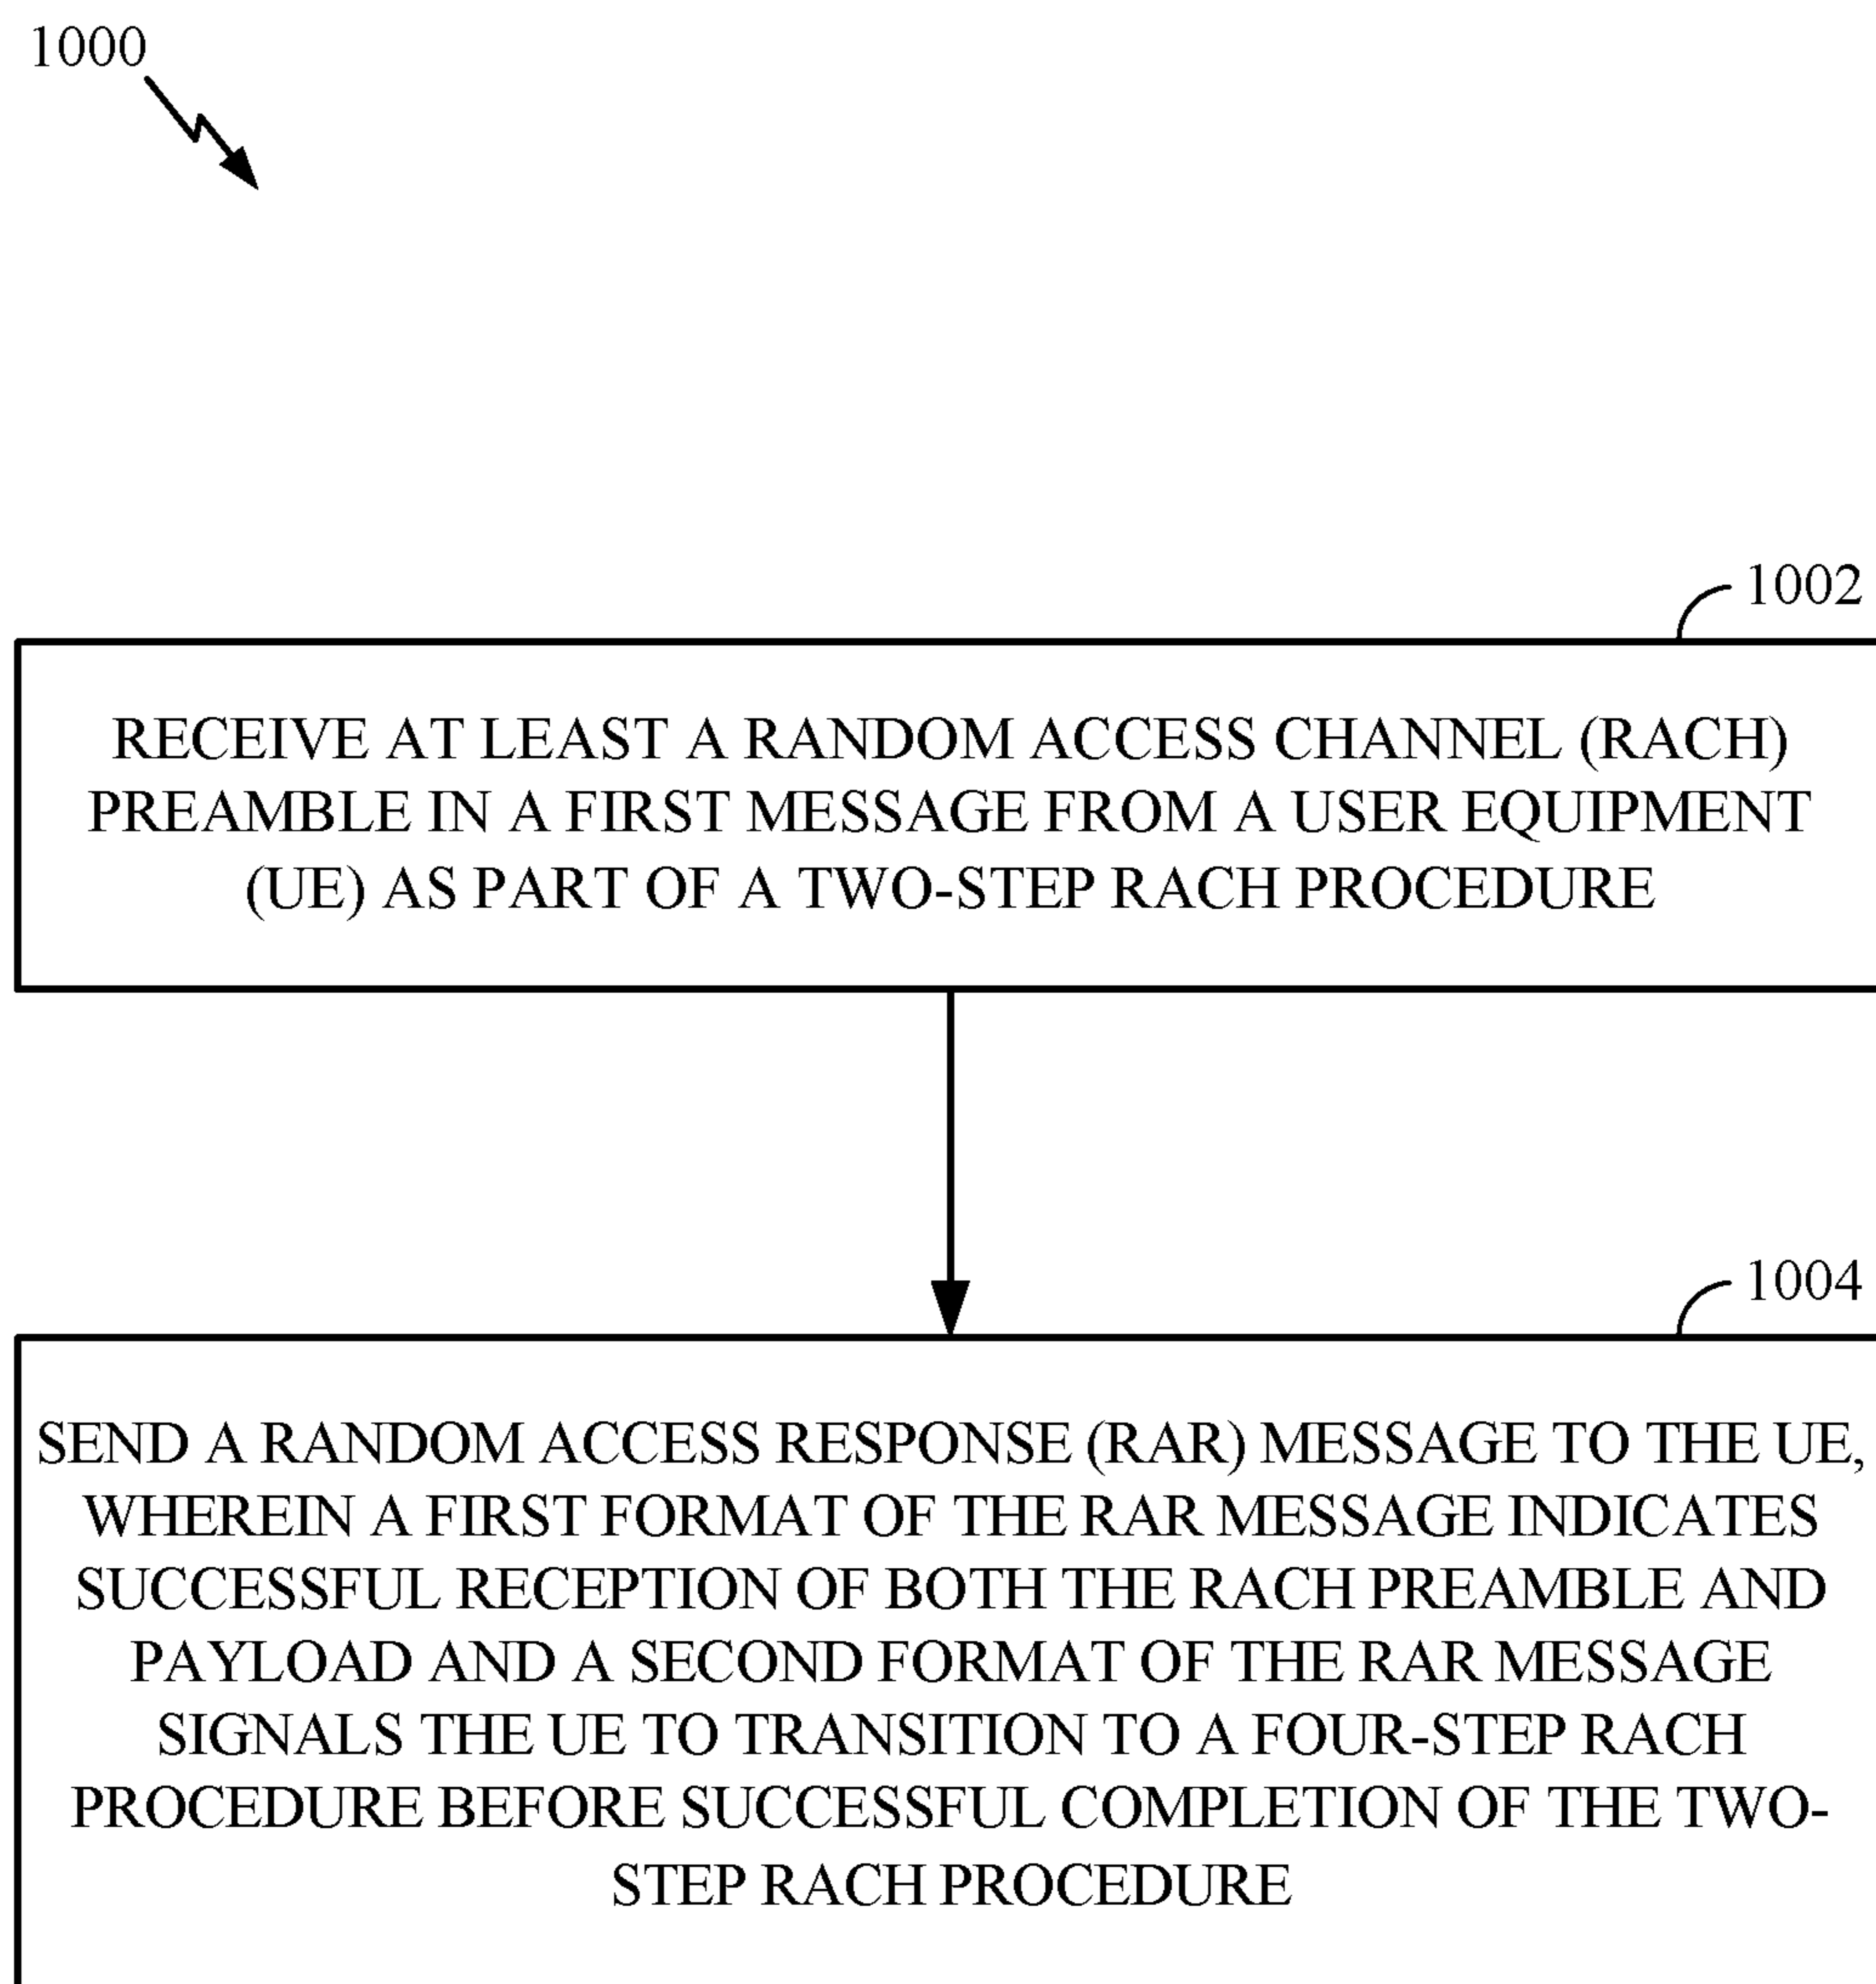 1000
1002
RECEIVE AT LEAST A RANDOM ACCESS CHANNEL (RACH)
PREAMBLE IN A FIRST MESSAGE FROM A USER EQUIPMENT
(UE) AS PART OF A TWO-STEP RACH PROCEDURE
1004
SEND A RANDOM ACCESS RESPONSE (RAR) MESSAGE TO THE UE,
WHEREIN A FIRST FORMAT OF THE RAR MESSAGE INDICATES
SUCCESSFUL RECEPTION OF BOTH THE RACH PREAMBLE AND
PAYLOAD AND A SECOND FORMAT OF THE RAR MESSAGE
SIGNALS THE UE TO TRANSITION TO A FOUR-STEP RACH
PROCEDURE BEFORE SUCCESSFUL COMPLETION OF THE TWO-
STEP RACH PROCEDURE